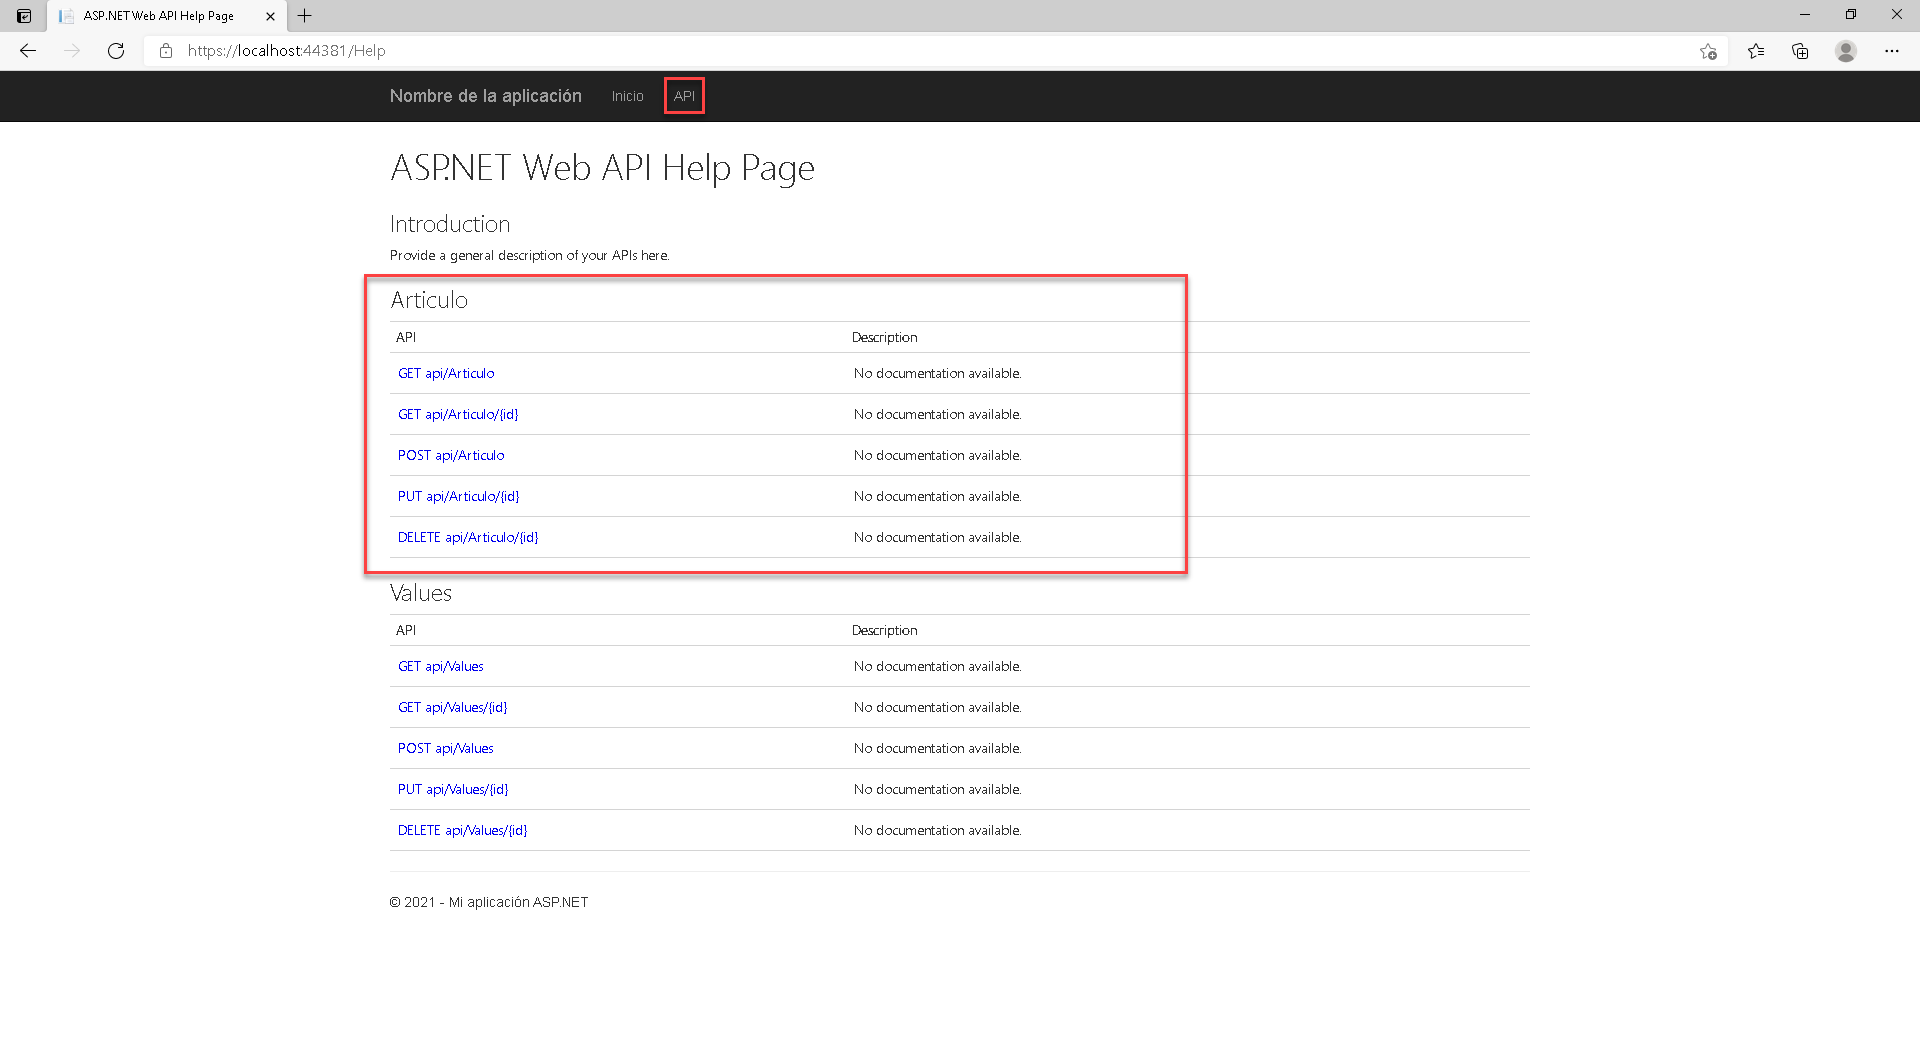 ASP.NET Web API Help Page
https://localhost:44381/Help
Nombre de la aplicación Inicio API
ASP.NET Web API Help Page
Introduction
Provide a general description of your APIs here.
Articulo
API Description
GET api/Articulo No documentation available.
GET api/Articulo/{id} No documentation available.
POST api/Articulo No documentation available.
PUT api/Articulo/{id} No documentation available.
DELETE api/Articulo/{id} No documentation available.
Values
API Description
GET api/Values No documentation available.
GET api/Values/{id} No documentation available.
POST api/Values No documentation available.
PUT api/Values/{id} No documentation available.
DELETE api/Values/{id} No documentation available.
© 2021 - Mi aplicación ASP.NET